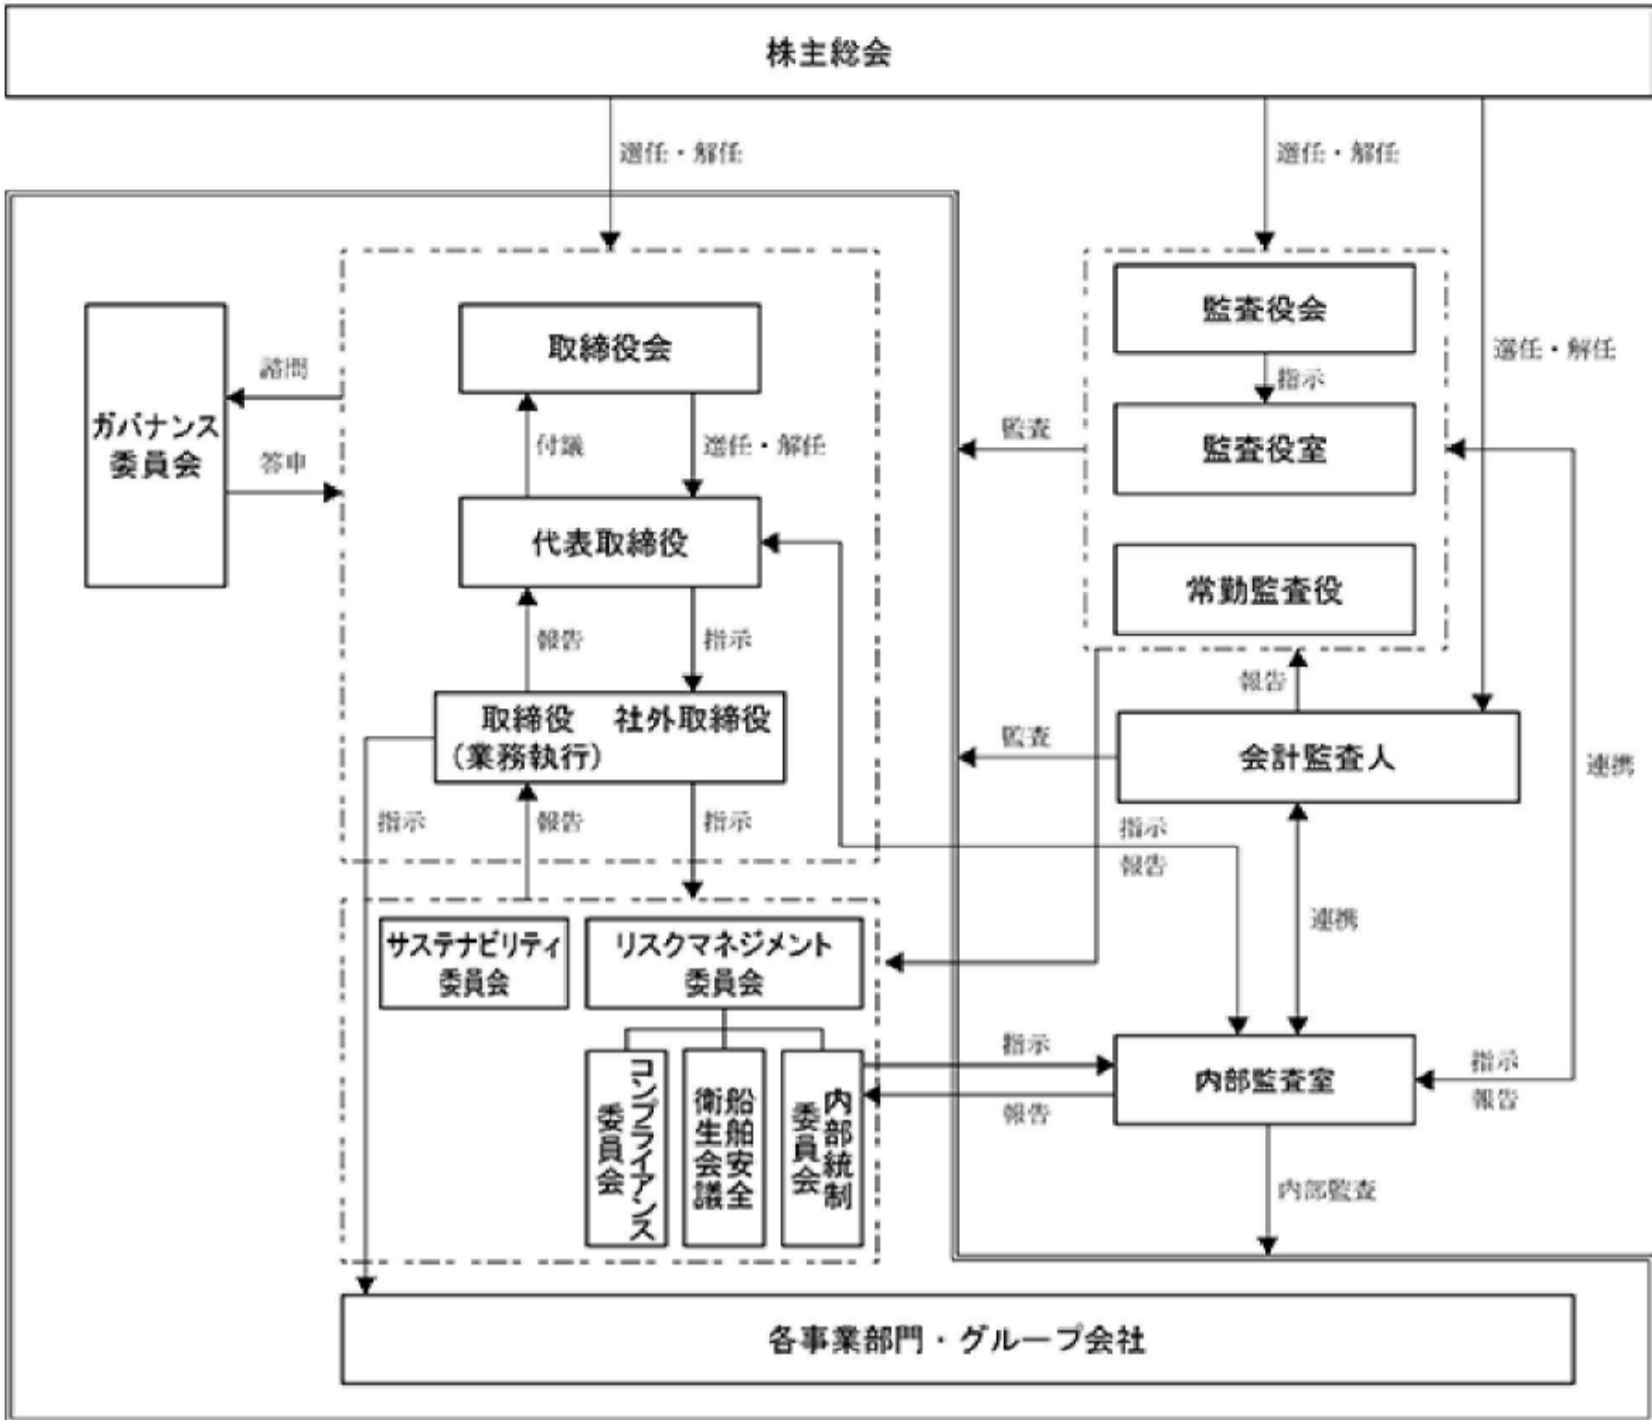 株主総会
選任・解任
選任・解任
選任・解任
ガバナンス
委員会
諮問
答申
取締役会
付議
選任・解任
代表取締役
報告
指示
取締役
(業務執行)
社外取締役
指示
報告
指示
サステナビリティ
委員会
リスクマネジメント
委員会
コンプライアンス
委員会
船舶安全
衛生会議
内部統制
委員会
監査役会
指示
監査役室
常勤監査役
監査
報告
監査
会計監査人
連携
指示
報告
連携
指示
報告
内部監査室
指示
報告
内部監査
各事業部門・グループ会社